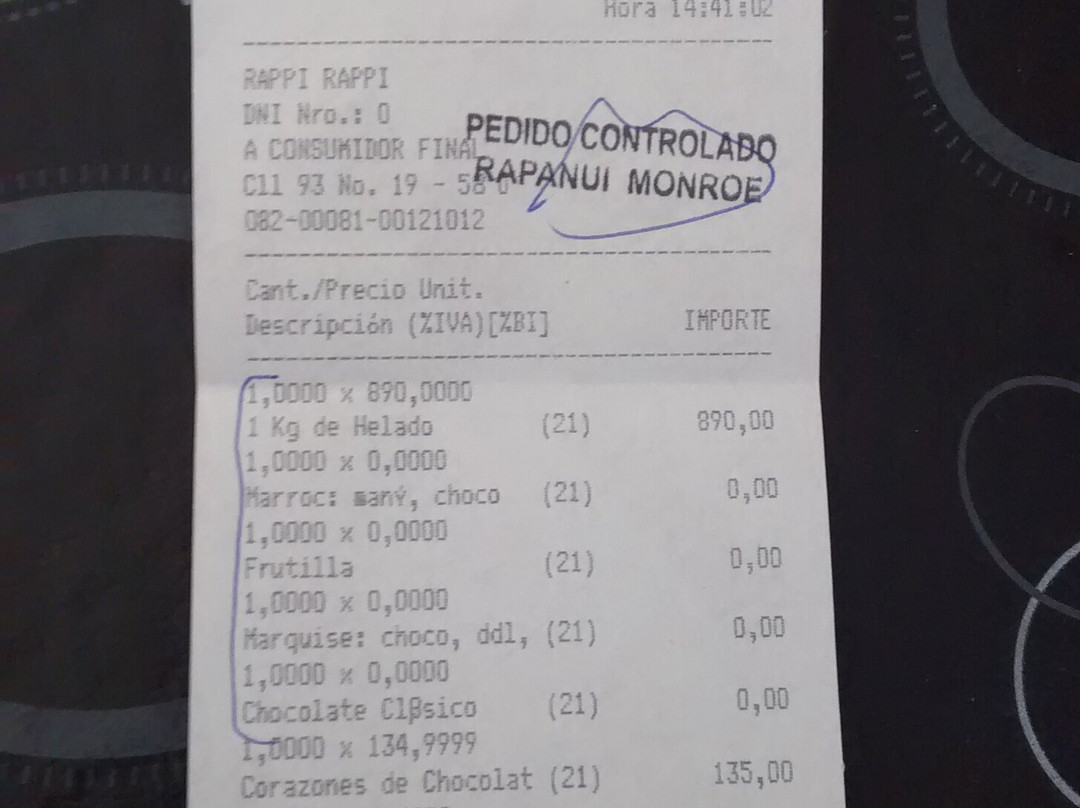 Hora 14:41:02
RAPPI RAPPI
DNI Nro.: 0
A CONSUMIDOR FINAL
Cll 93 No. 19 - 58 0
082-00081-00121012
PEDIDO CONTROLADO
RAPANUI MONROE
Cant./Precio Unit.
Descripción (%IVA)[%BI] IMPORTE
1,0000 x 890,0000
1 Kg de Helado (21) 890,00
1,0000 x 0,0000
Marroc: maný, choco (21) 0,00
1,0000 x 0,0000
Frutilla (21) 0,00
1,0000 x 0,0000
Marquise: choco, ddl, (21) 0,00
1,0000 x 0,0000
Chocolate Clβsico (21) 0,00
1,0000 x 134,9999
Corazones de Chocolat (21) 135,00